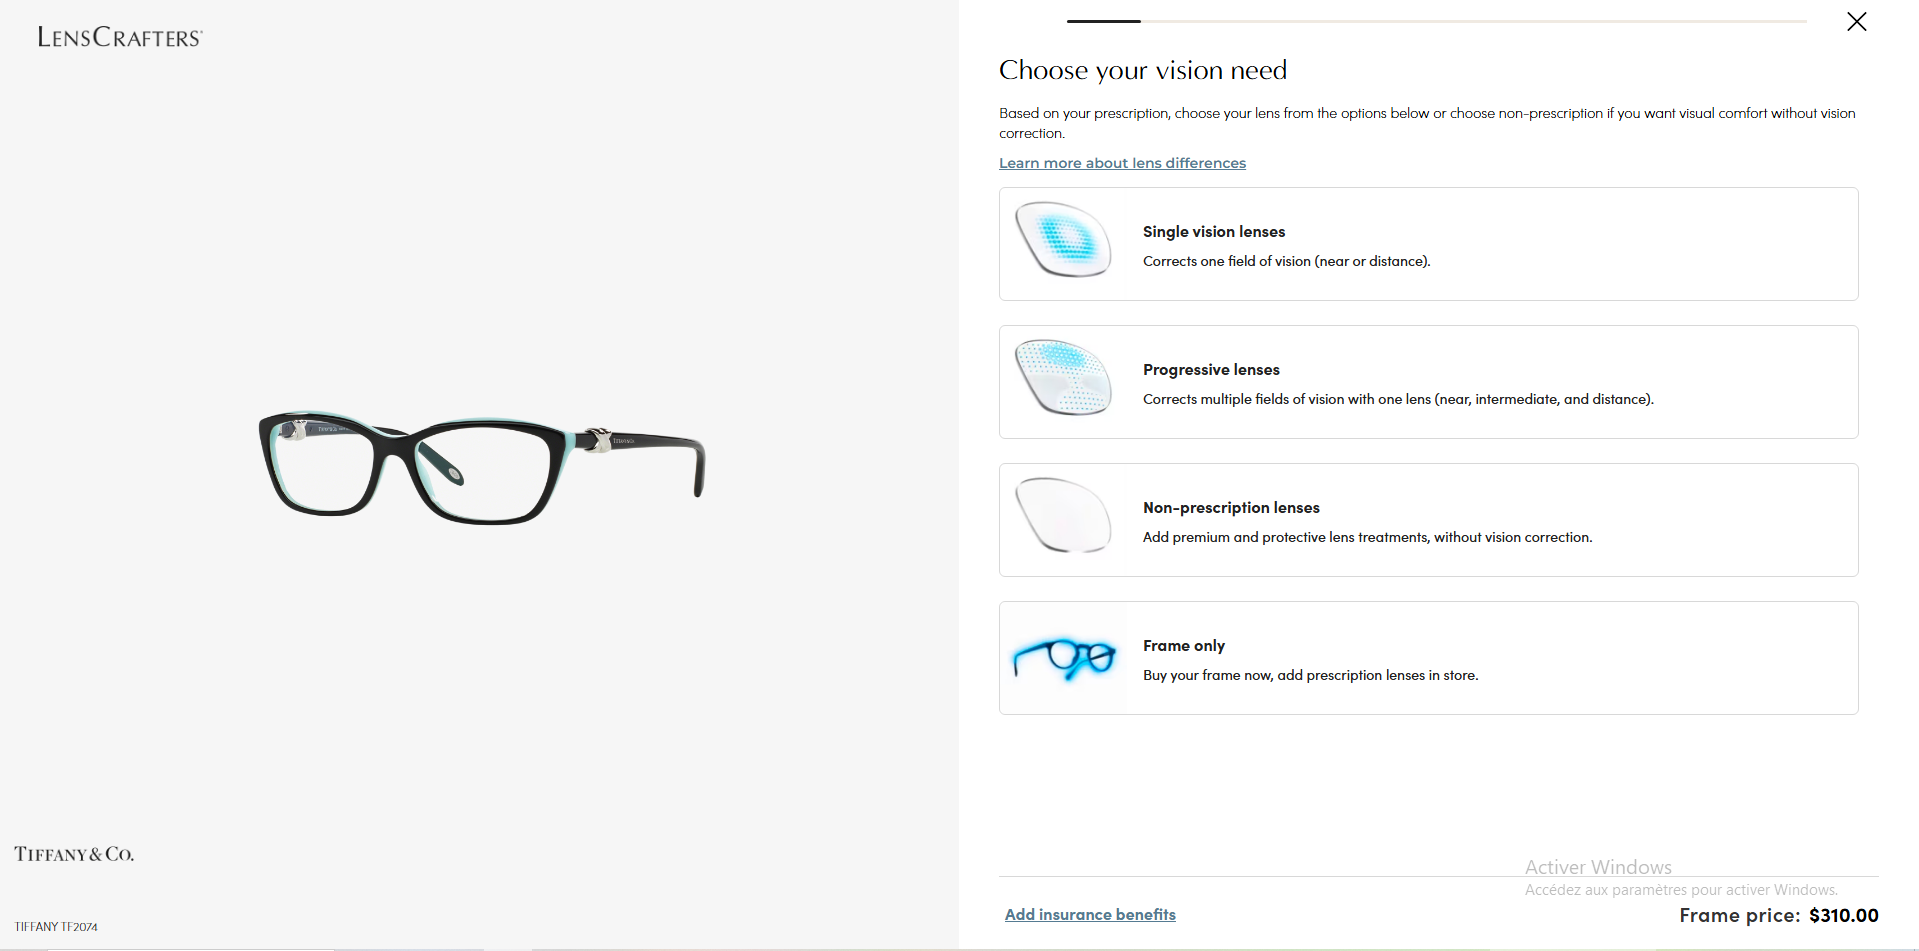 LENSCRAFTERS
Choose your vision need
Based on your prescription, choose your lens from the options below or choose non-prescription if you want visual comfort without vision
correction.
Learn more about lens differences
Single vision lenses
Corrects one field of vision (near or distance).
Progressive lenses
Corrects multiple fields of vision with one lens (near, intermediate, and distance).
Non-prescription lenses
Add premium and protective lens treatments, without vision correction.
Frame only
Buy your frame now, add prescription lenses in store.
TIFFANY & CO.
TIFFANY TF2074
Activer Windows
Accédez aux paramètres pour activer Windows.
Add insurance benefits
Frame price: $310.00